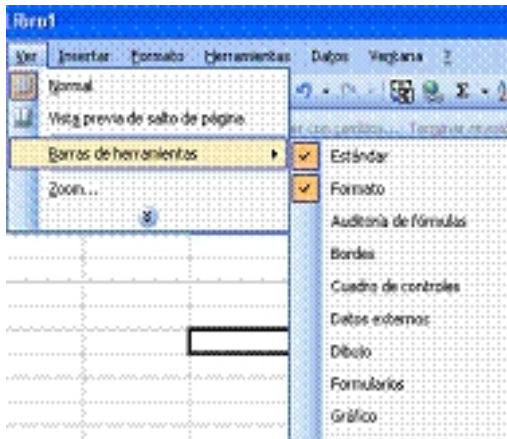 Libro1
Ver Insertar Formato Herramientas Datos Ventana ?
Normal
Vista previa de salto de página
Barras de herramientas
Zoom...
Estándar
Formato
Auditoría de fórmulas
Bordes
Cuadro de controles
Datos externos
Dibujo
Formularios
Gráfico